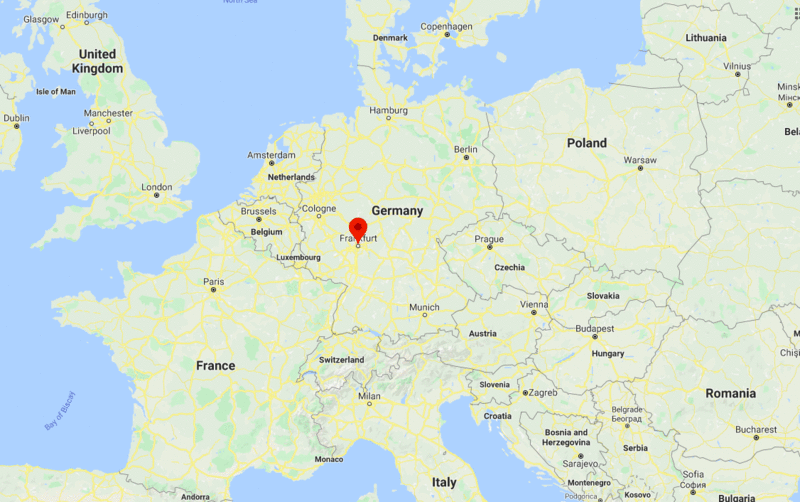 North Sea
Edinburgh
Glasgow
Copenhagen
Denmark
Lithuania
United
Kingdom
Vilnius
Isle of Man
Minsk
Мінск
Hamburg
Manchester
Dublin
Liverpool
Poland
Berlin
Amsterdam
Warsaw
Netherlands
London
Cologne
Germany
Brussels
Belgium
Frankfurt
Prague
Luxembourg
Czechia
Paris
Slovakia
Munich
Vienna
Budapest
Austria
Hungary
Switzerland
France
Slovenia
Zagreb
Romania
Milan
Bay of Biscay
Croatia
Belgrade
Београд
Bosnia and
Herzegovina
Bucharest
Serbia
Monaco
Sarajevo
Sofia
София
Italy
Montenegro
Andorra
Podgorica
Kosovo
Bulgaria